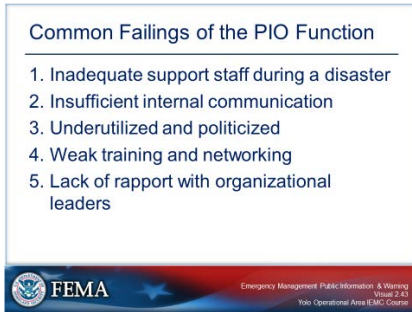 Common Failings of the PIO Function
1. Inadequate support staff during a disaster
2. Insufficient internal communication
3. Underutilized and politicized
4. Weak training and networking
5. Lack of rapport with organizational
leaders
FEMA
Emergency Management Public Information & Warning
Visual 2.43
Yolo Operational Area IEMC Course